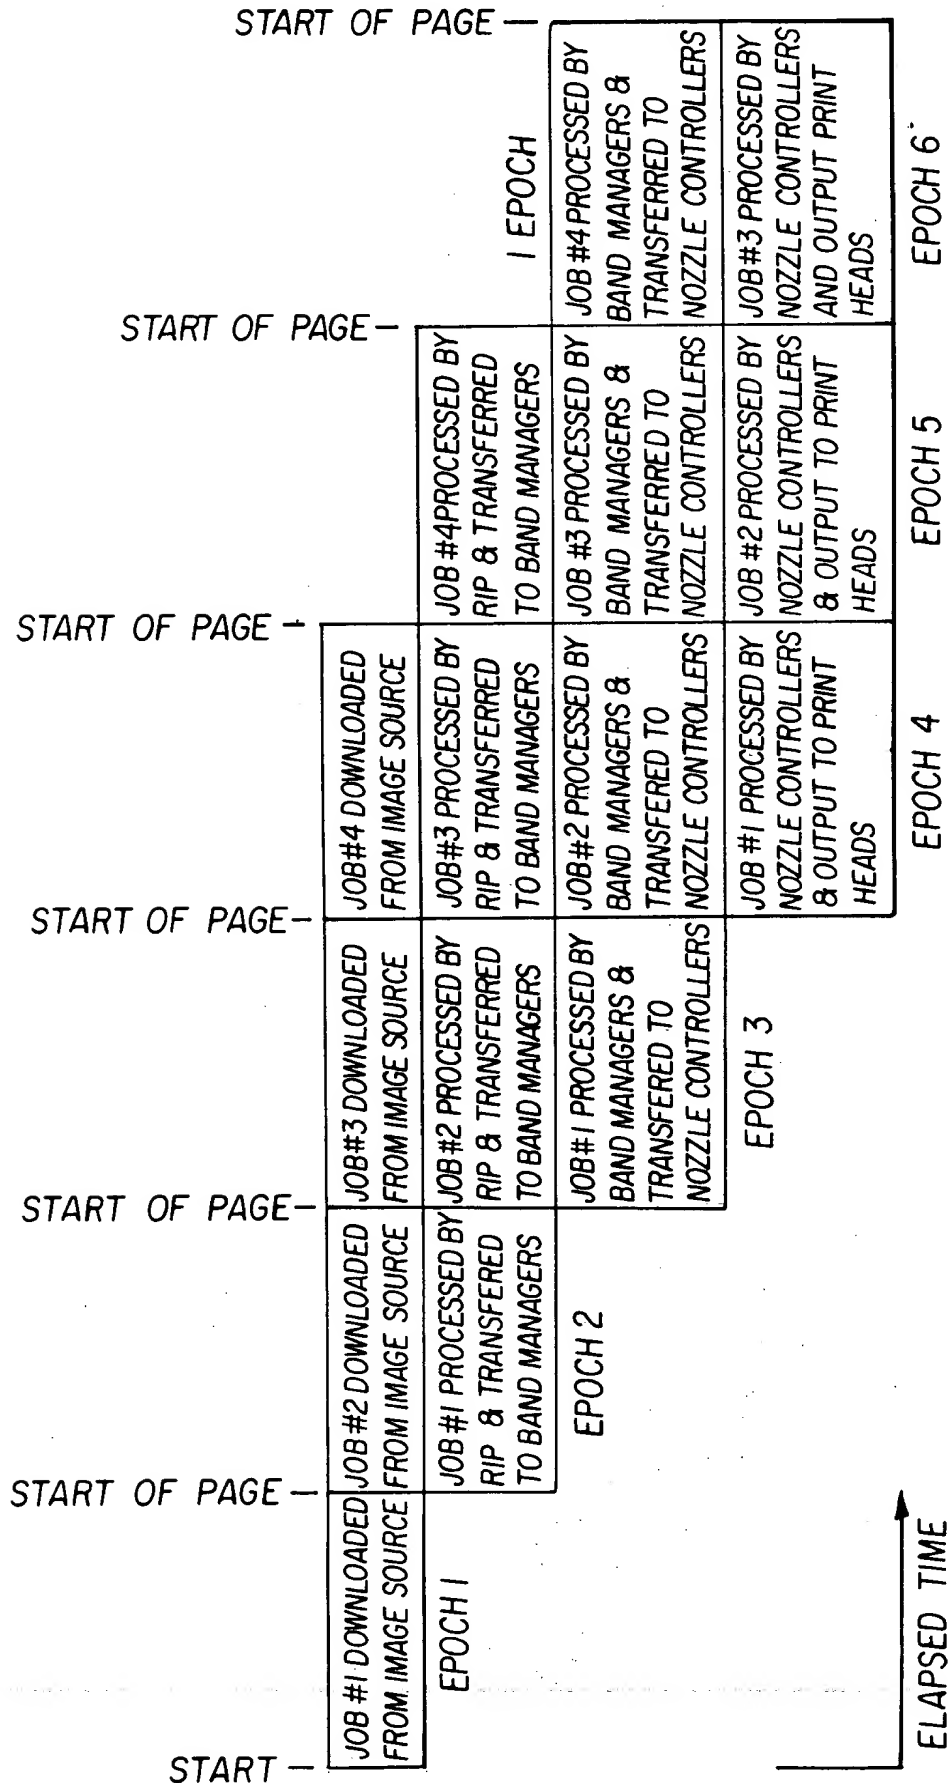 START OF PAGE
1 EPOCH
JOB #4 PROCESSED BY
BAND MANAGERS &
TRANSFERRED TO
NOZZLE CONTROLLERS
JOB #3 PROCESSED BY
NOZZLE CONTROLLERS
AND OUTPUT PRINT
HEADS
EPOCH 6
START OF PAGE
JOB #4 PROCESSED BY
RIP & TRANSFERRED
TO BAND MANAGERS
JOB #3 PROCESSED BY
BAND MANAGERS &
TRANSFERRED TO
NOZZLE CONTROLLERS
JOB #2 PROCESSED BY
NOZZLE CONTROLLERS
& OUTPUT TO PRINT
HEADS
EPOCH 5
START OF PAGE
JOB #4 DOWNLOADED
FROM IMAGE SOURCE
JOB #3 PROCESSED BY
RIP & TRANSFERRED
TO BAND MANAGERS
JOB #2 PROCESSED BY
BAND MANAGERS &
TRANSFERED TO
NOZZLE CONTROLLERS
JOB #1 PROCESSED BY
NOZZLE CONTROLLERS
& OUTPUT TO PRINT
HEADS
EPOCH 4
START OF PAGE
JOB #3 DOWNLOADED
FROM IMAGE SOURCE
JOB #2 PROCESSED BY
RIP & TRANSFERRED
TO BAND MANAGERS
JOB #1 PROCESSED BY
BAND MANAGERS &
TRANSFERED TO
NOZZLE CONTROLLERS
EPOCH 3
START OF PAGE
JOB #2 DOWNLOADED
FROM IMAGE SOURCE
JOB #1 PROCESSED BY
RIP & TRANSFERED
TO BAND MANAGERS
EPOCH 2
START OF PAGE
JOB #1 DOWNLOADED
FROM IMAGE SOURCE
EPOCH 1
START
ELAPSED TIME